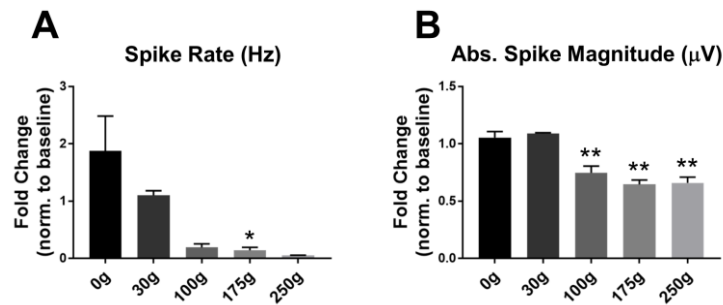 A
Spike Rate (Hz)
Fold Change
(norm. to baseline)
3
2
1
0
*
0g
30g
100g
175g
250g
B
Abs. Spike Magnitude (μV)
Fold Change
(norm. to baseline)
1.5
1.0
0.5
0.0
**
**
**
0g
30g
100g
175g
250g